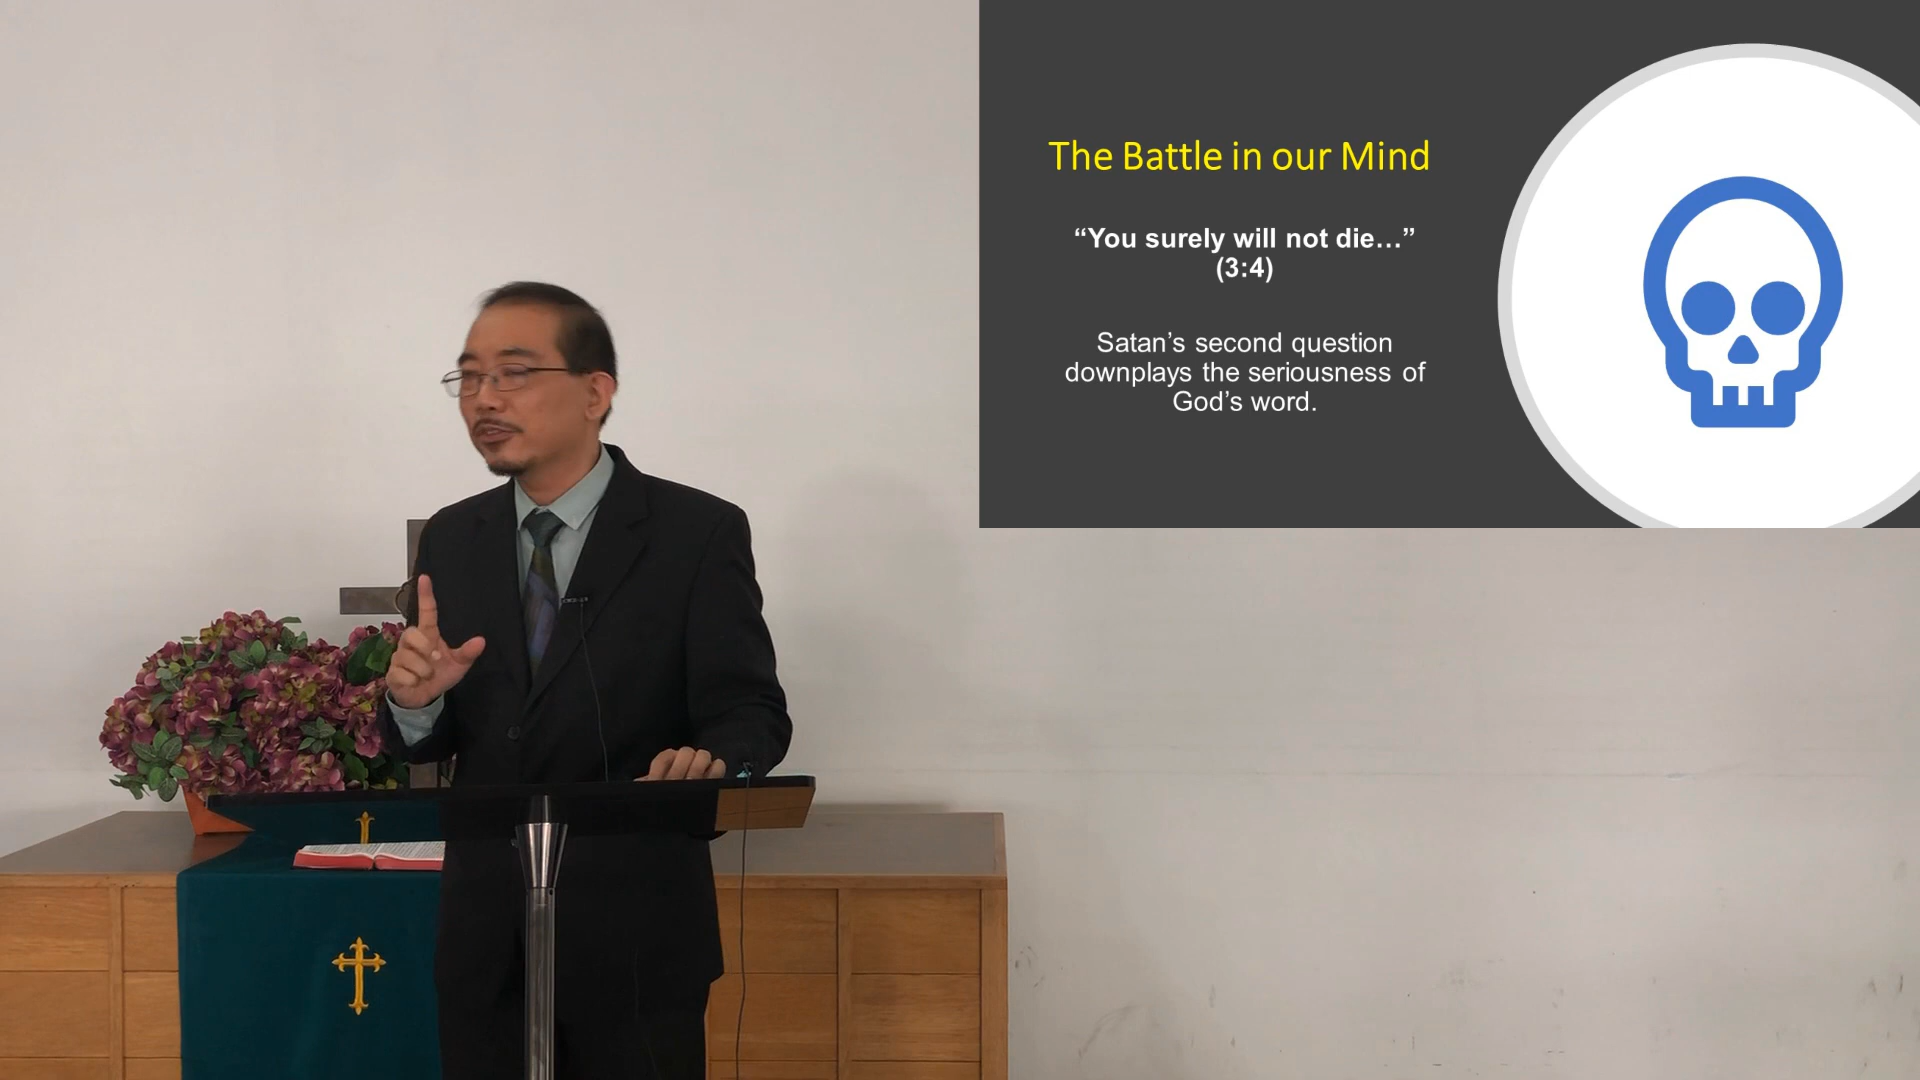 The Battle in our Mind
“You surely will not die…”
(3:4)
Satan’s second question
downplays the seriousness of
God’s word.